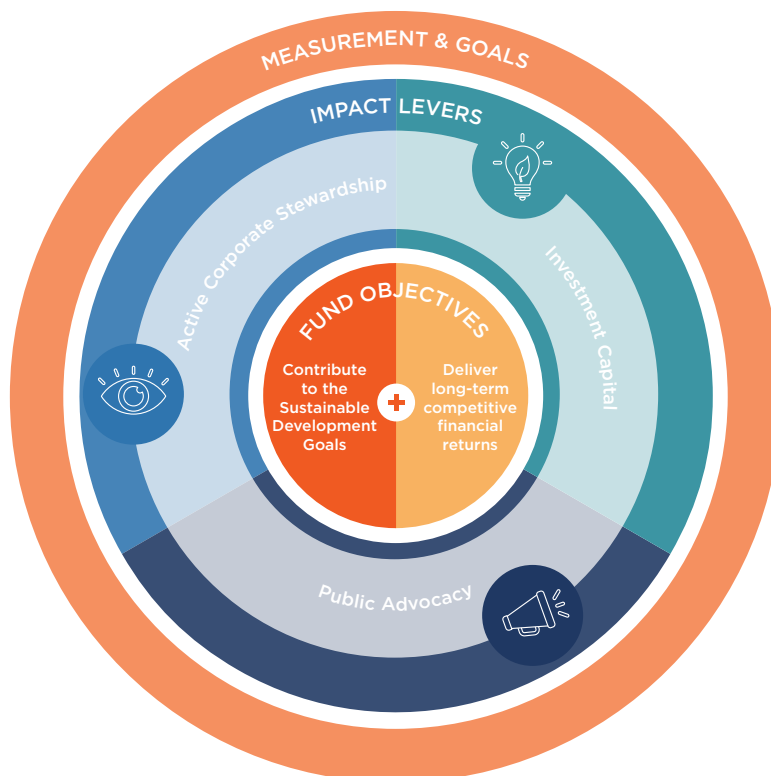 MEASUREMENT & GOALS
IMPACT LEVERS
Active Corporate Stewardship
Investment Capital
FUND OBJECTIVES
Contribute
to the
Sustainable
Development
Goals
Deliver
long-term
competitive
financial
returns
Public Advocacy